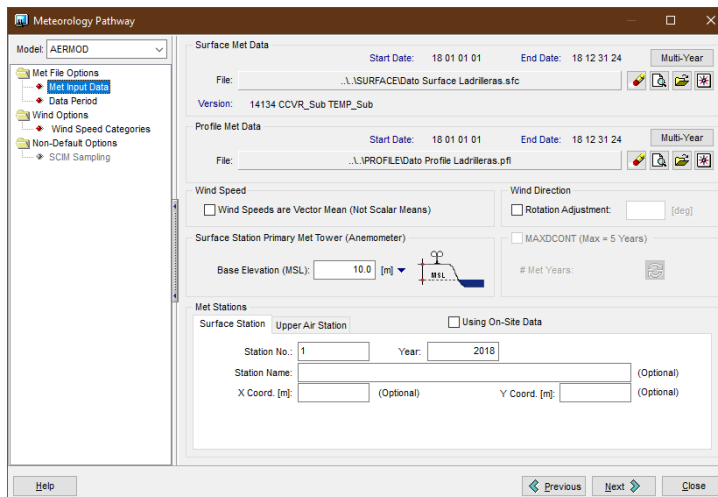 Meteorology Pathway
Model: AERMOD
Met File Options
Met Input Data
Data Period
Wind Options
Wind Speed Categories
Non-Default Options
SCIM Sampling
Surface Met Data
Start Date: 18 01 01 01 End Date: 18 12 31 24 Multi-Year
File: ..\..\SURFACE\Dato Surface Ladrilleras.sfc
Version: 14134 CCVR_Sub TEMP_Sub
Profile Met Data
Start Date: 18 01 01 01 End Date: 18 12 31 24 Multi-Year
File: ..\..\PROFILE\Dato Profile Ladrilleras.pfl
Wind Speed
Wind Speeds are Vector Mean (Not Scalar Means)
Wind Direction
Rotation Adjustment: [deg]
Surface Station Primary Met Tower (Anemometer)
Base Elevation (MSL): 10.0 [m]
MSL
MAXDCONT (Max = 5 Years)
# Met Years:
Met Stations
Surface Station Upper Air Station Using On-Site Data
Station No.: 1 Year: 2018
Station Name: (Optional)
X Coord. [m]: (Optional) Y Coord. [m]: (Optional)
Help Previous Next Close